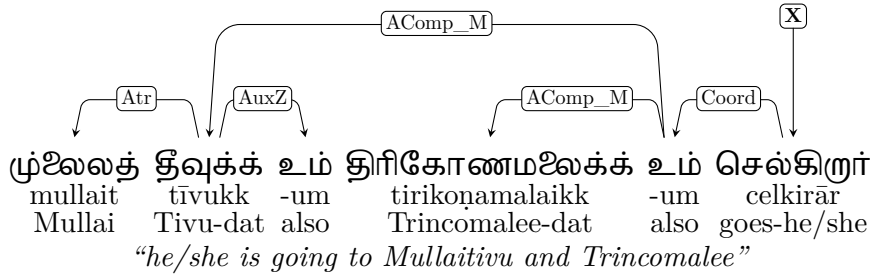 AComp_M X
Atr AuxZ AComp_M Coord
முல்லைத் தீவுக்க் உம் திரிகோணமலைக்க் உம் செல்கிறார்
mullait tīvukk -um tirikoṇamalaikk -um celkirār
Mullai Tivu-dat also Trincomalee-dat also goes-he/she
“he/she is going to Mullaitivu and Trincomalee”